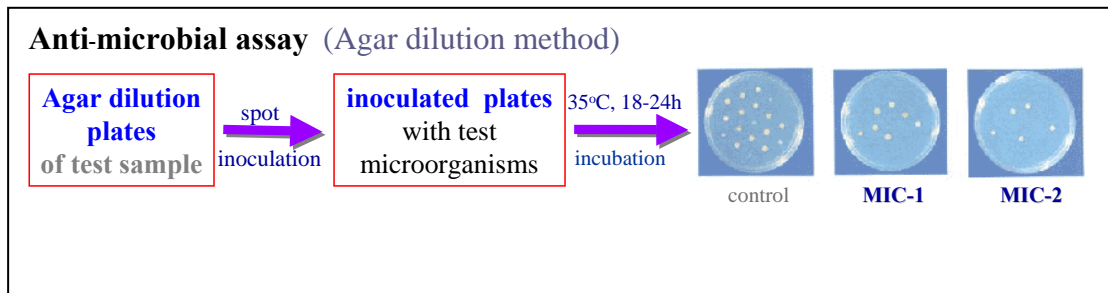 Anti-microbial assay (Agar dilution method)
Agar dilution
plates
of test sample
spot
inoculation
inoculated plates
with test
microorganisms
35°C, 18-24h
incubation
control
MIC-1
MIC-2